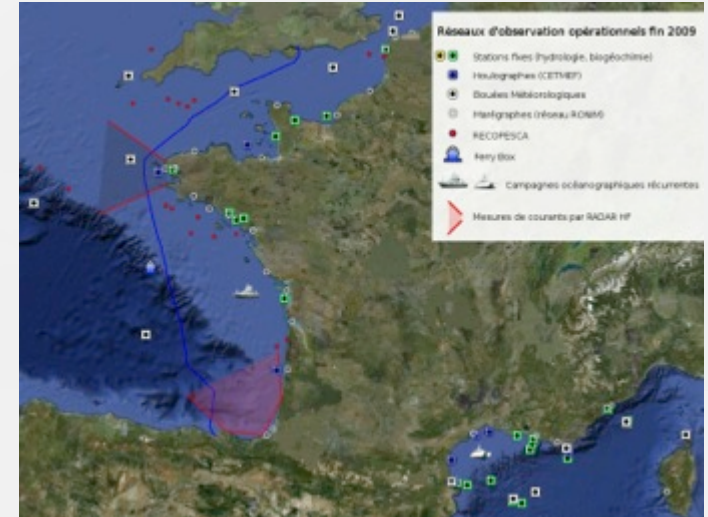 Réseaux d'observation opérationnels fin 2009
Stations fixes (hydrologie, biogéochimie)
Houlographes (CETMEF)
Bouées Météorologiques
Marégraphes (réseau RONIM)
RECOPESCA
Ferry Box
Campagnes océanographiques récurrentes
Mesures de courants par RADAR HF